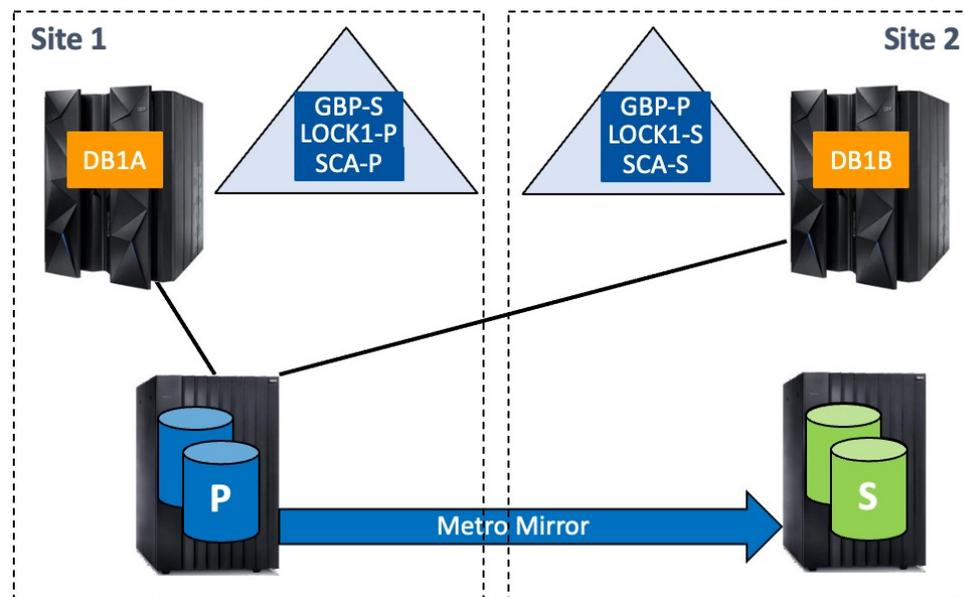 Site 1
Site 2
GBP-S
LOCK1-P
SCA-P
GBP-P
LOCK1-S
SCA-S
DB1A
DB1B
P
S
Metro Mirror